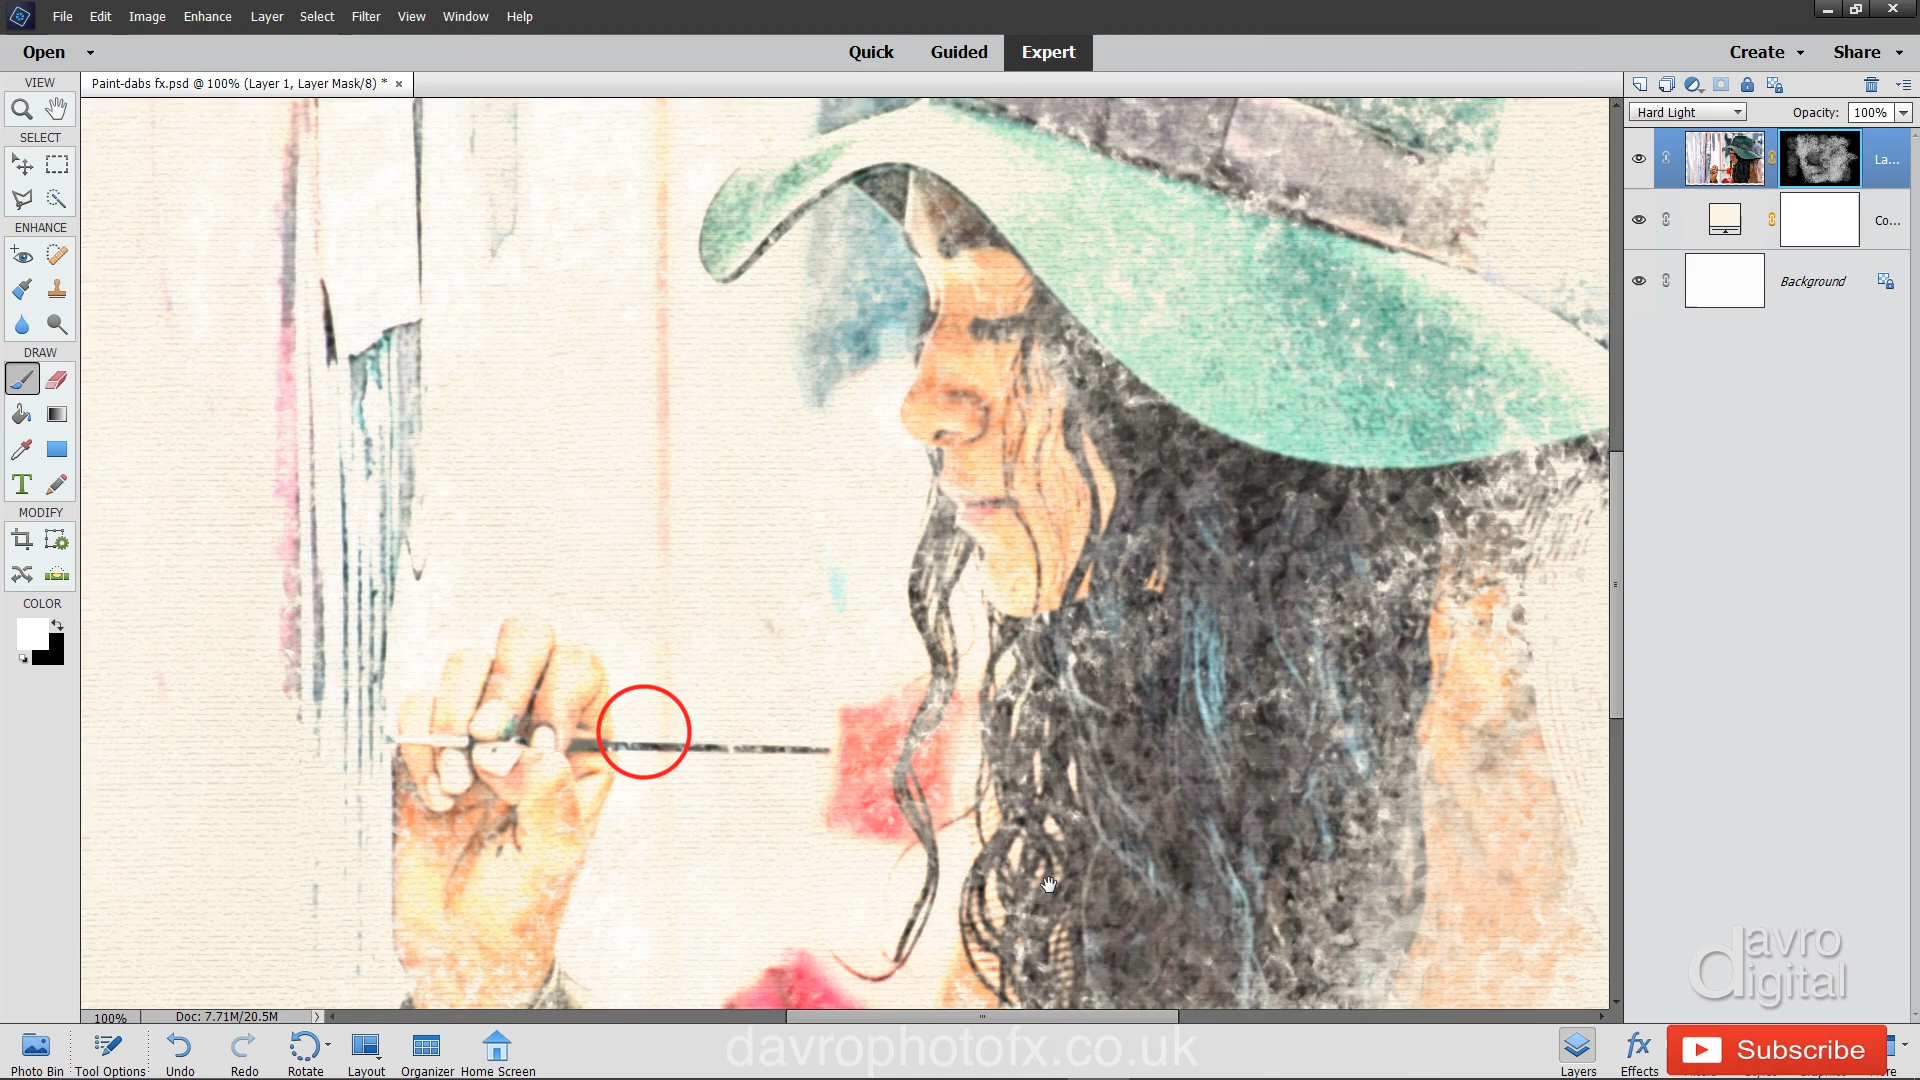 File Edit Image Enhance Layer Select Filter View Window Help
Open Quick Guided Expert Create Share
VIEW
Paint-dabs fx.psd @ 100% (Layer 1, Layer Mask/8) *
Hard Light Opacity: 100%
SELECT
La...
Co...
ENHANCE
Background
DRAW
T
MODIFY
COLOR
davro
digital
100% Doc: 7.71M/20.5M
davrophotofx.co.uk
Subscribe
Photo Bin Tool Options Undo Redo Rotate Layout Organizer Home Screen Layers Effects